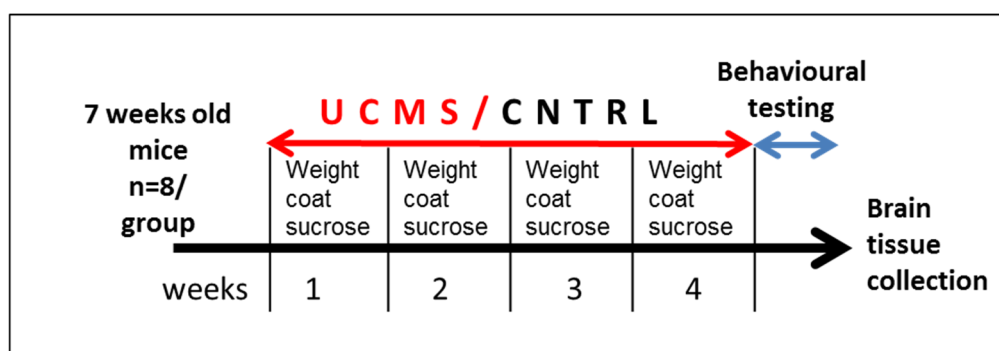 7 weeks old
mice
n=8/
group
U C M S / C N T R L
Behavioural
testing
Weight
coat
sucrose
Weight
coat
sucrose
Weight
coat
sucrose
Weight
coat
sucrose
Brain
tissue
collection
weeks 1 2 3 4